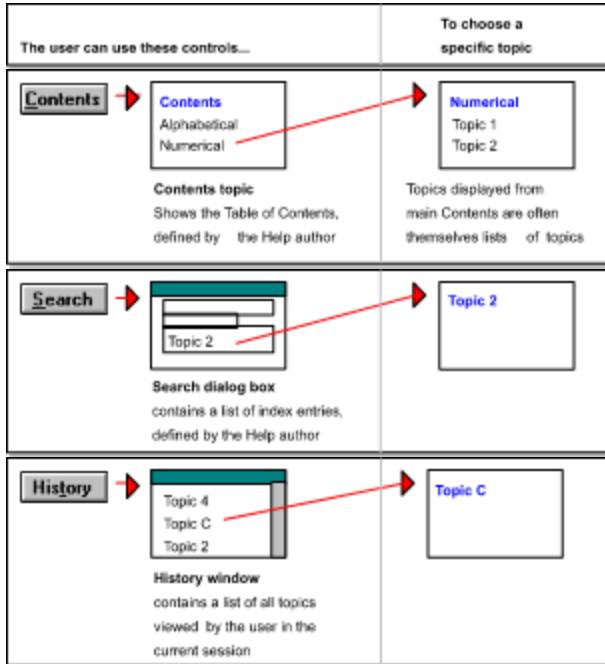 To choose a
The user can use these controls... specific topic
Contents
Contents
Alphabetical
Numerical
Numerical
Topic 1
Topic 2
Contents topic
Shows the Table of Contents,
defined by the Help author
Topics displayed from
main Contents are often
themselves lists of topics
Search
Topic 2
Topic 2
Search dialog box
contains a list of index entries,
defined by the Help author
History
Topic 4
Topic C
Topic 2
Topic C
History window
contains a list of all topics
viewed by the user in the
current session